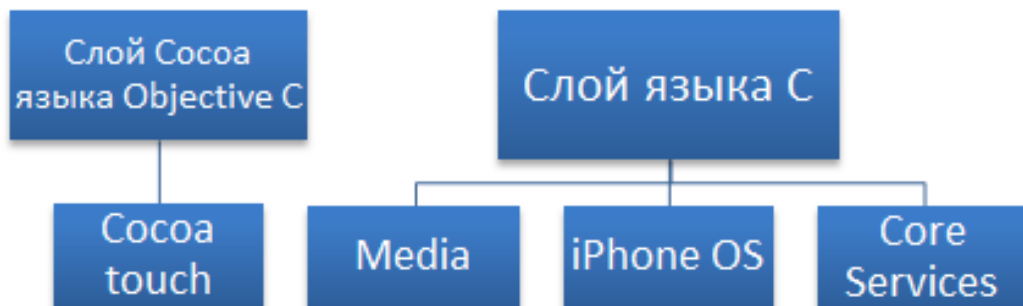 Слой Cocoa
языка Objective C
Слой языка C
Cocoa
touch
Media
iPhone OS
Core
Services